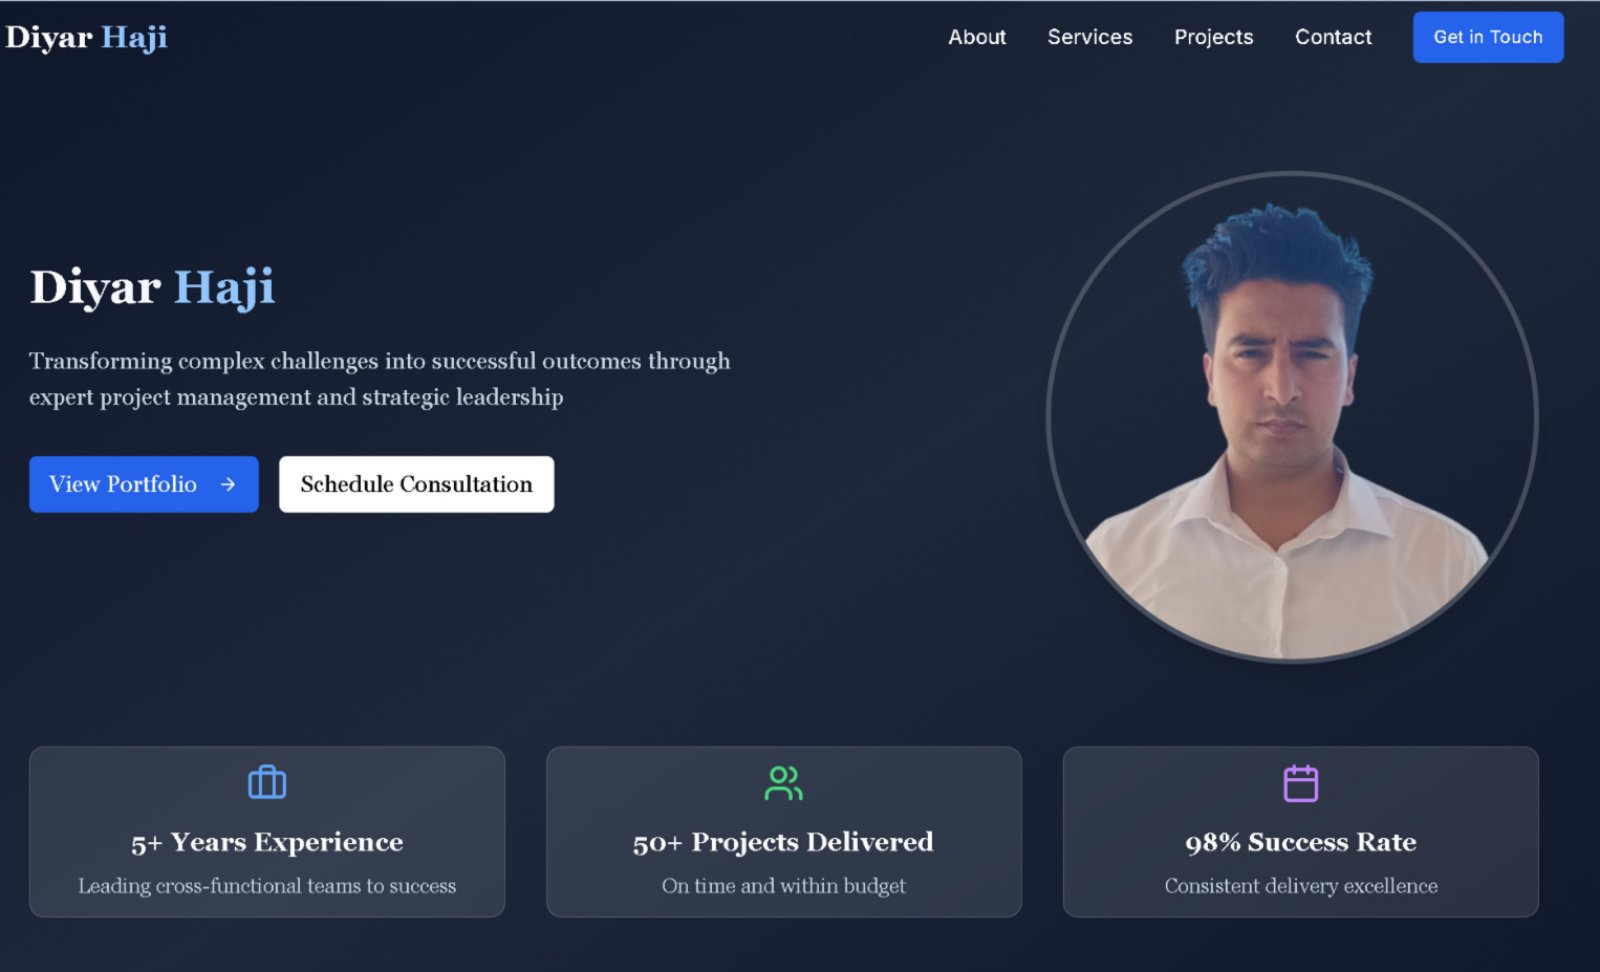 Diyar Haji
About
Services
Projects
Contact
Get in Touch
Diyar Haji
Transforming complex challenges into successful outcomes through
expert project management and strategic leadership
View Portfolio →
Schedule Consultation
5+ Years Experience
Leading cross-functional teams to success
50+ Projects Delivered
On time and within budget
98% Success Rate
Consistent delivery excellence